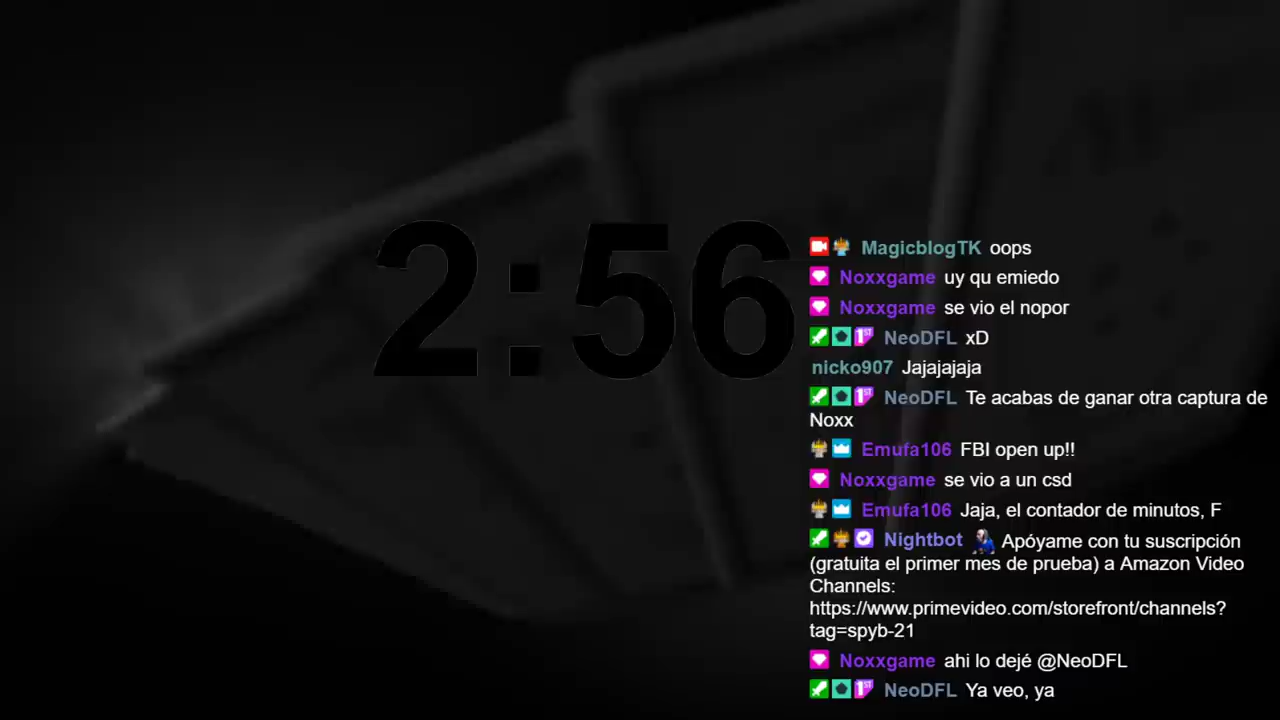 2:56
MagicblogTK oops
Noxxgame uy qu emiedo
Noxxgame se vio el nopor
NeoDFL xD
nicko907 Jajajajaja
NeoDFL Te acabas de ganar otra captura de
Noxx
Emufa106 FBI open up!!
Noxxgame se vio a un csd
Emufa106 Jaja, el contador de minutos, F
Nightbot Apóyame con tu suscripción
(gratuita el primer mes de prueba) a Amazon Video
Channels:
https://www.primevideo.com/storefront/channels?
tag=spyb-21
Noxxgame ahi lo dejé @NeoDFL
NeoDFL Ya veo, ya